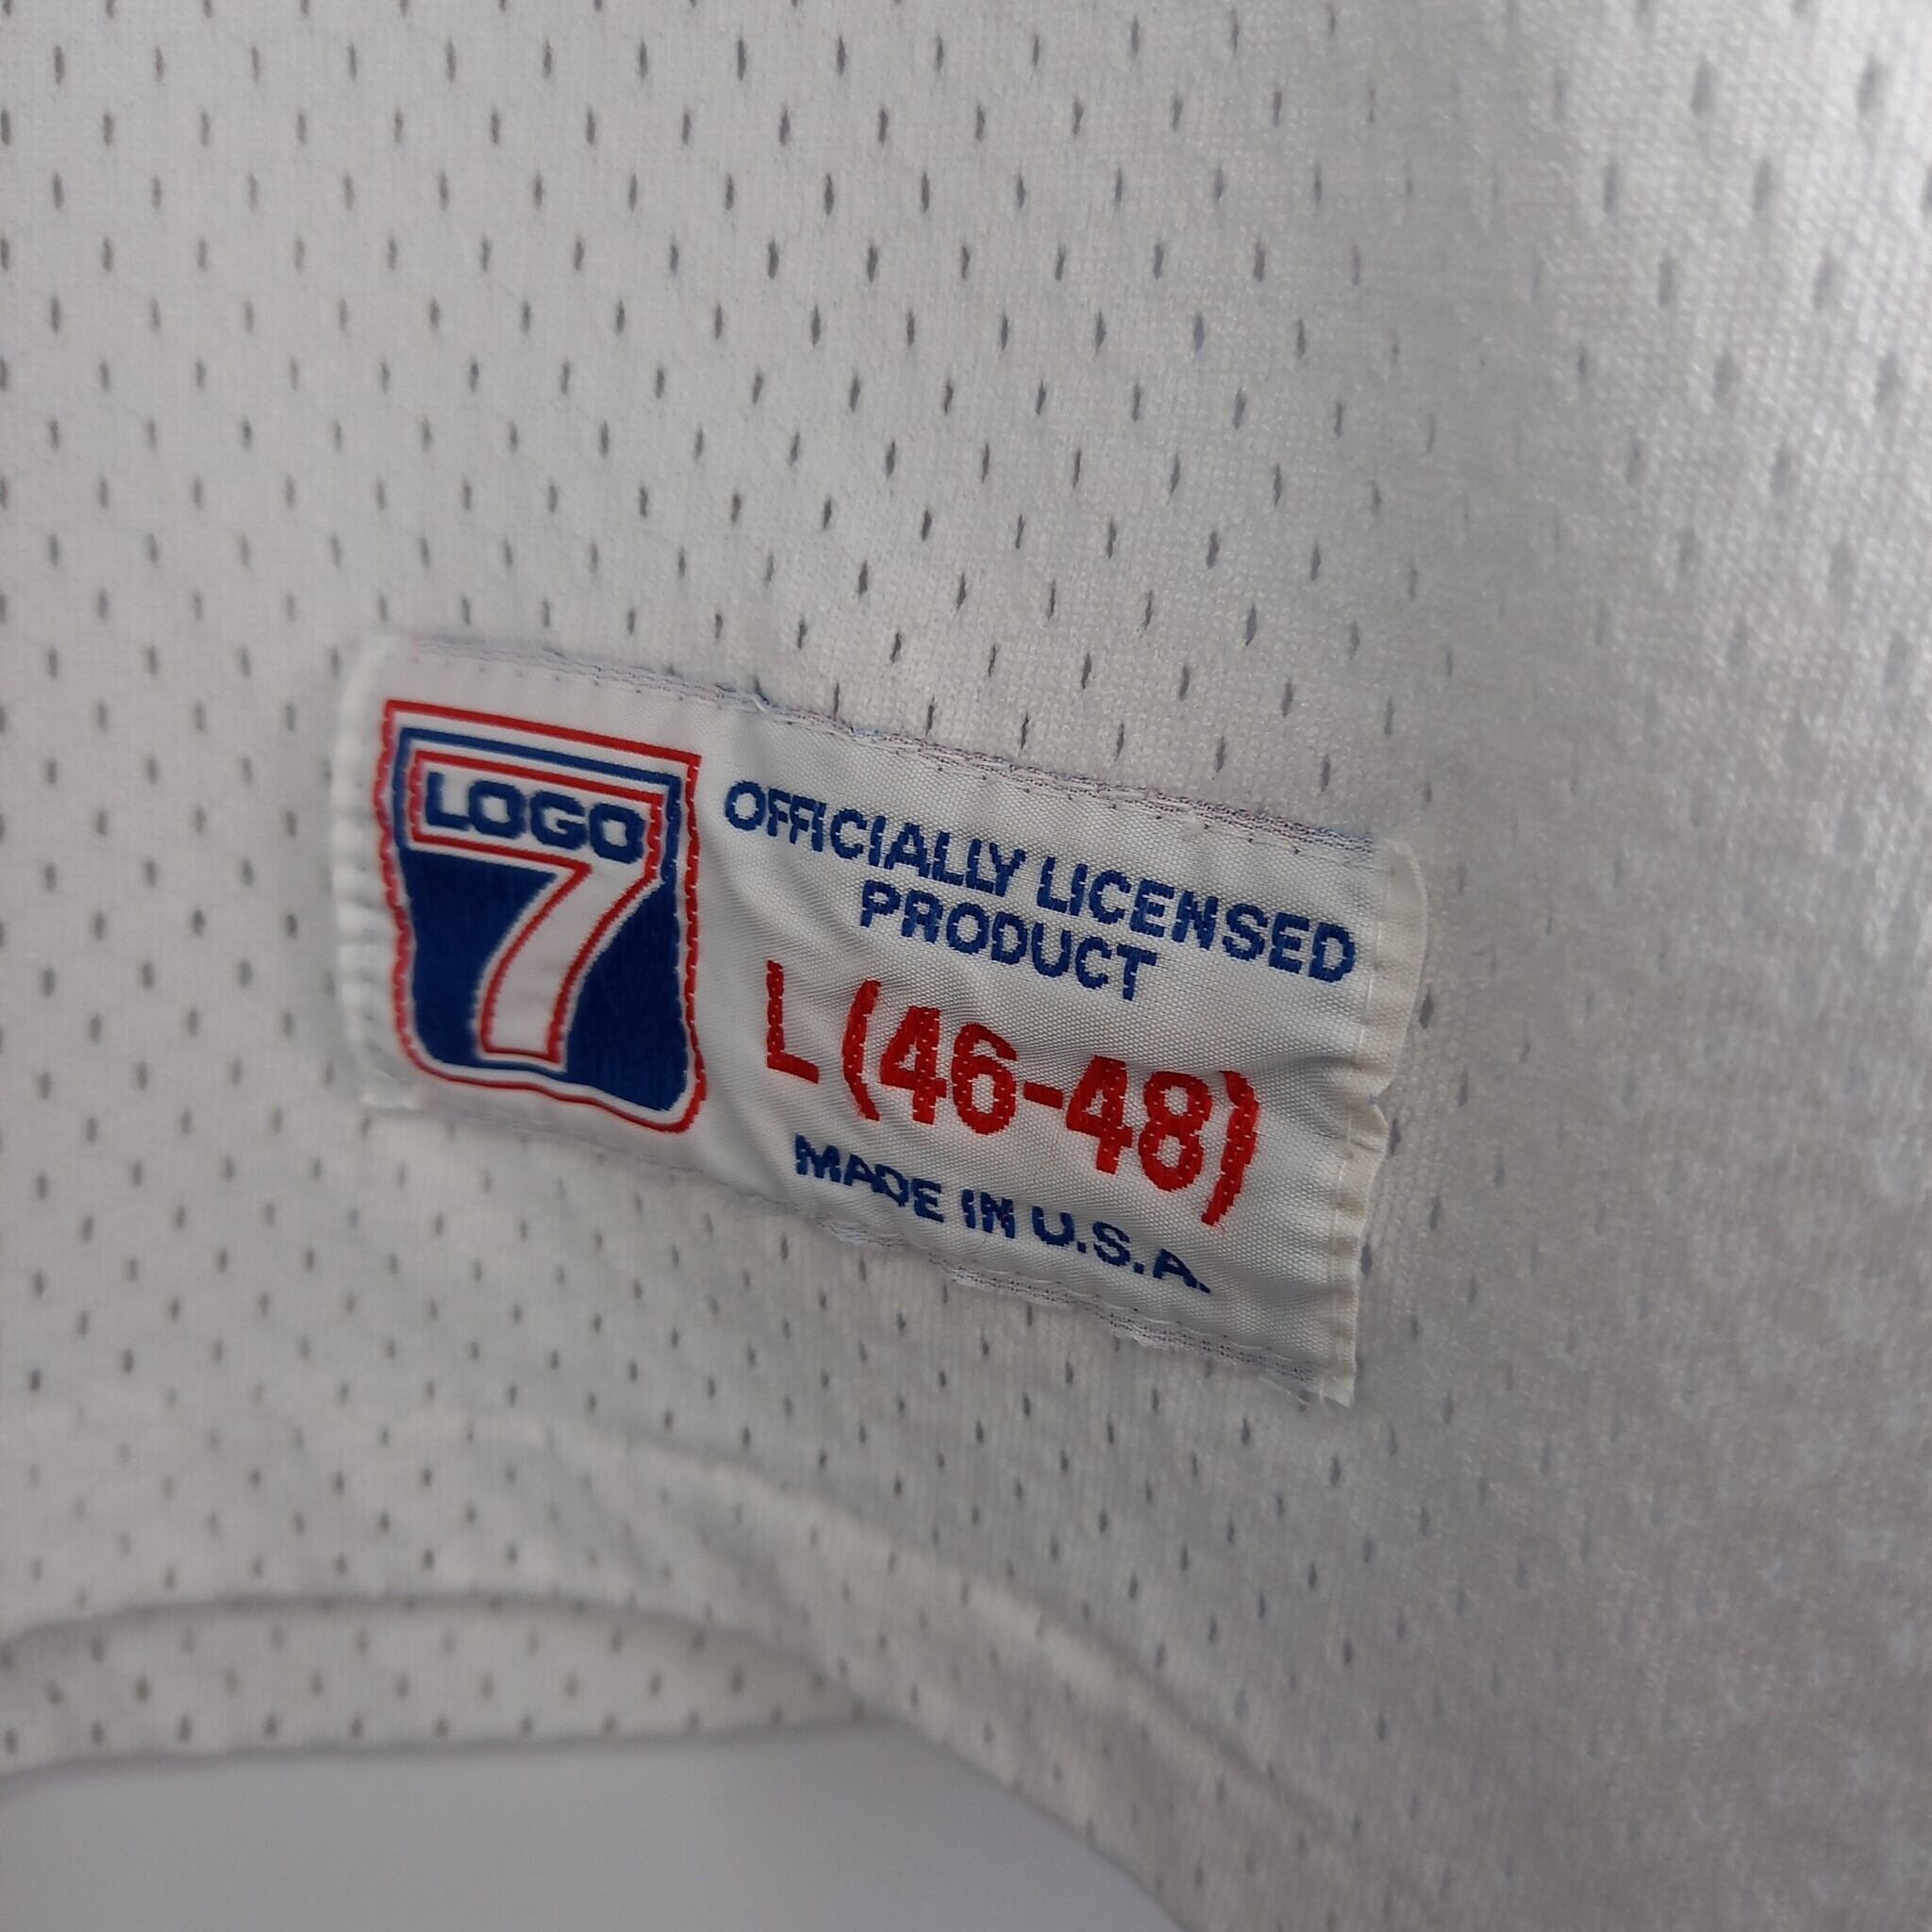 LOGO
7
OFFICIALLY LICENSED
PRODUCT
L (46-48)
MADE IN U.S.A.